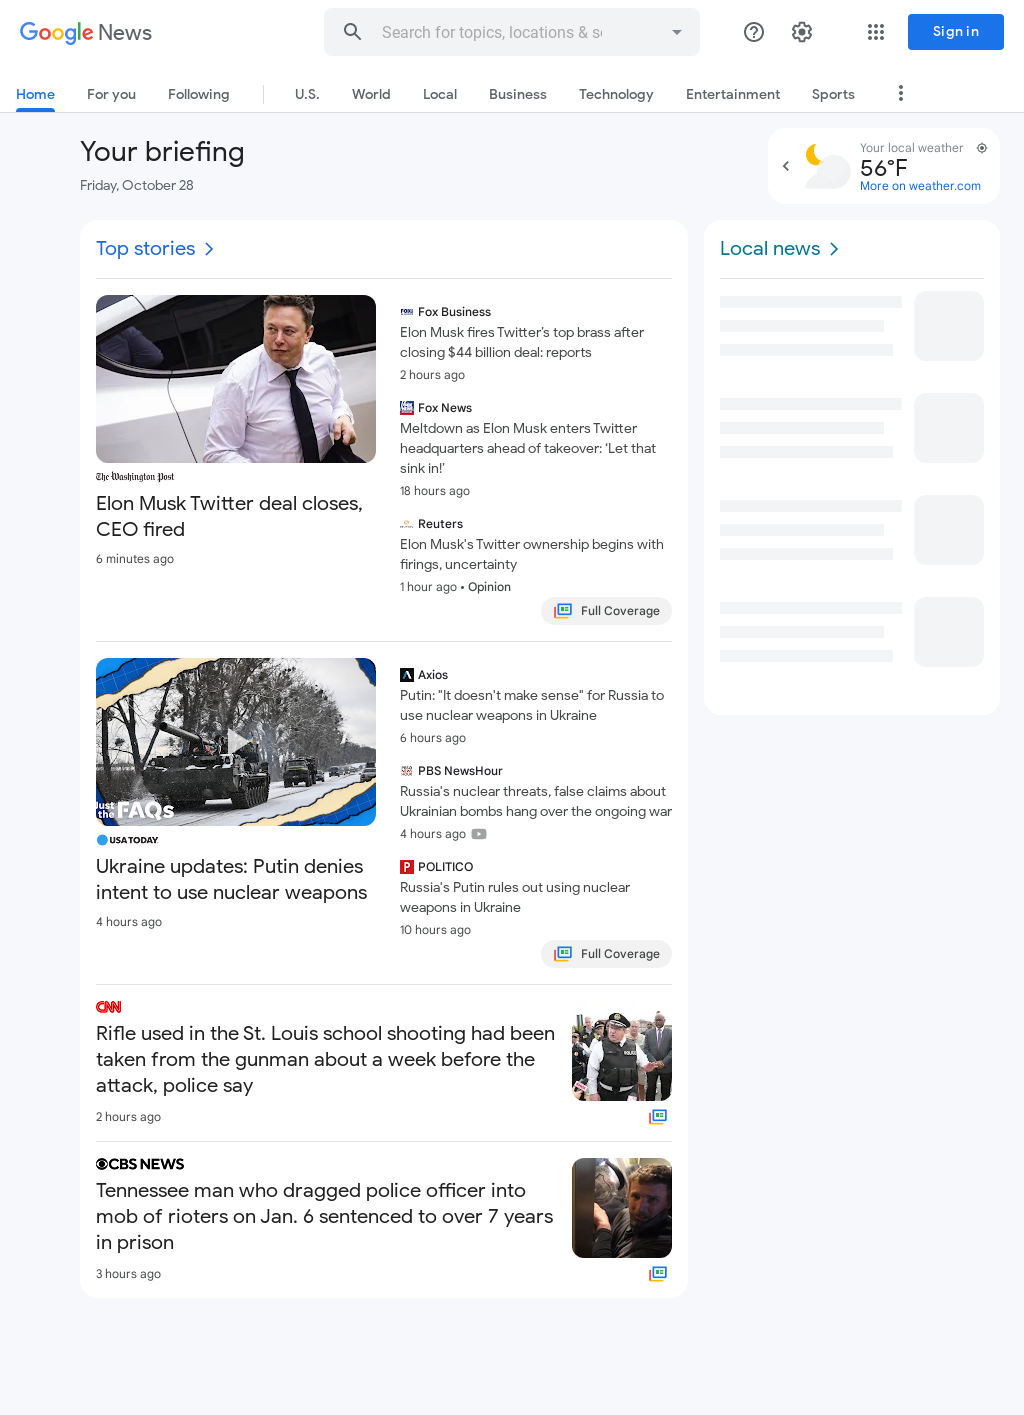 Google News
Search for topics, locations & so
Sign in
Home
For you
Following
U.S.
World
Local
Business
Technology
Entertainment
Sports
Your briefing
Friday, October 28
Your local weather
56°F
More on weather.com
Top stories
The Washington Post
Elon Musk Twitter deal closes,
CEO fired
6 minutes ago
Fox Business
Elon Musk fires Twitter’s top brass after
closing $44 billion deal: reports
2 hours ago
Fox News
Meltdown as Elon Musk enters Twitter
headquarters ahead of takeover: ‘Let that
sink in!’
18 hours ago
Reuters
Elon Musk's Twitter ownership begins with
firings, uncertainty
1 hour ago • Opinion
Full Coverage
Just
the FAQs
USA TODAY
Ukraine updates: Putin denies
intent to use nuclear weapons
4 hours ago
Axios
Putin: "It doesn't make sense" for Russia to
use nuclear weapons in Ukraine
6 hours ago
PBS NewsHour
Russia's nuclear threats, false claims about
Ukrainian bombs hang over the ongoing war
4 hours ago
POLITICO
Russia's Putin rules out using nuclear
weapons in Ukraine
10 hours ago
Full Coverage
CNN
Rifle used in the St. Louis school shooting had been
taken from the gunman about a week before the
attack, police say
2 hours ago
CBS NEWS
Tennessee man who dragged police officer into
mob of rioters on Jan. 6 sentenced to over 7 years
in prison
3 hours ago
Local news